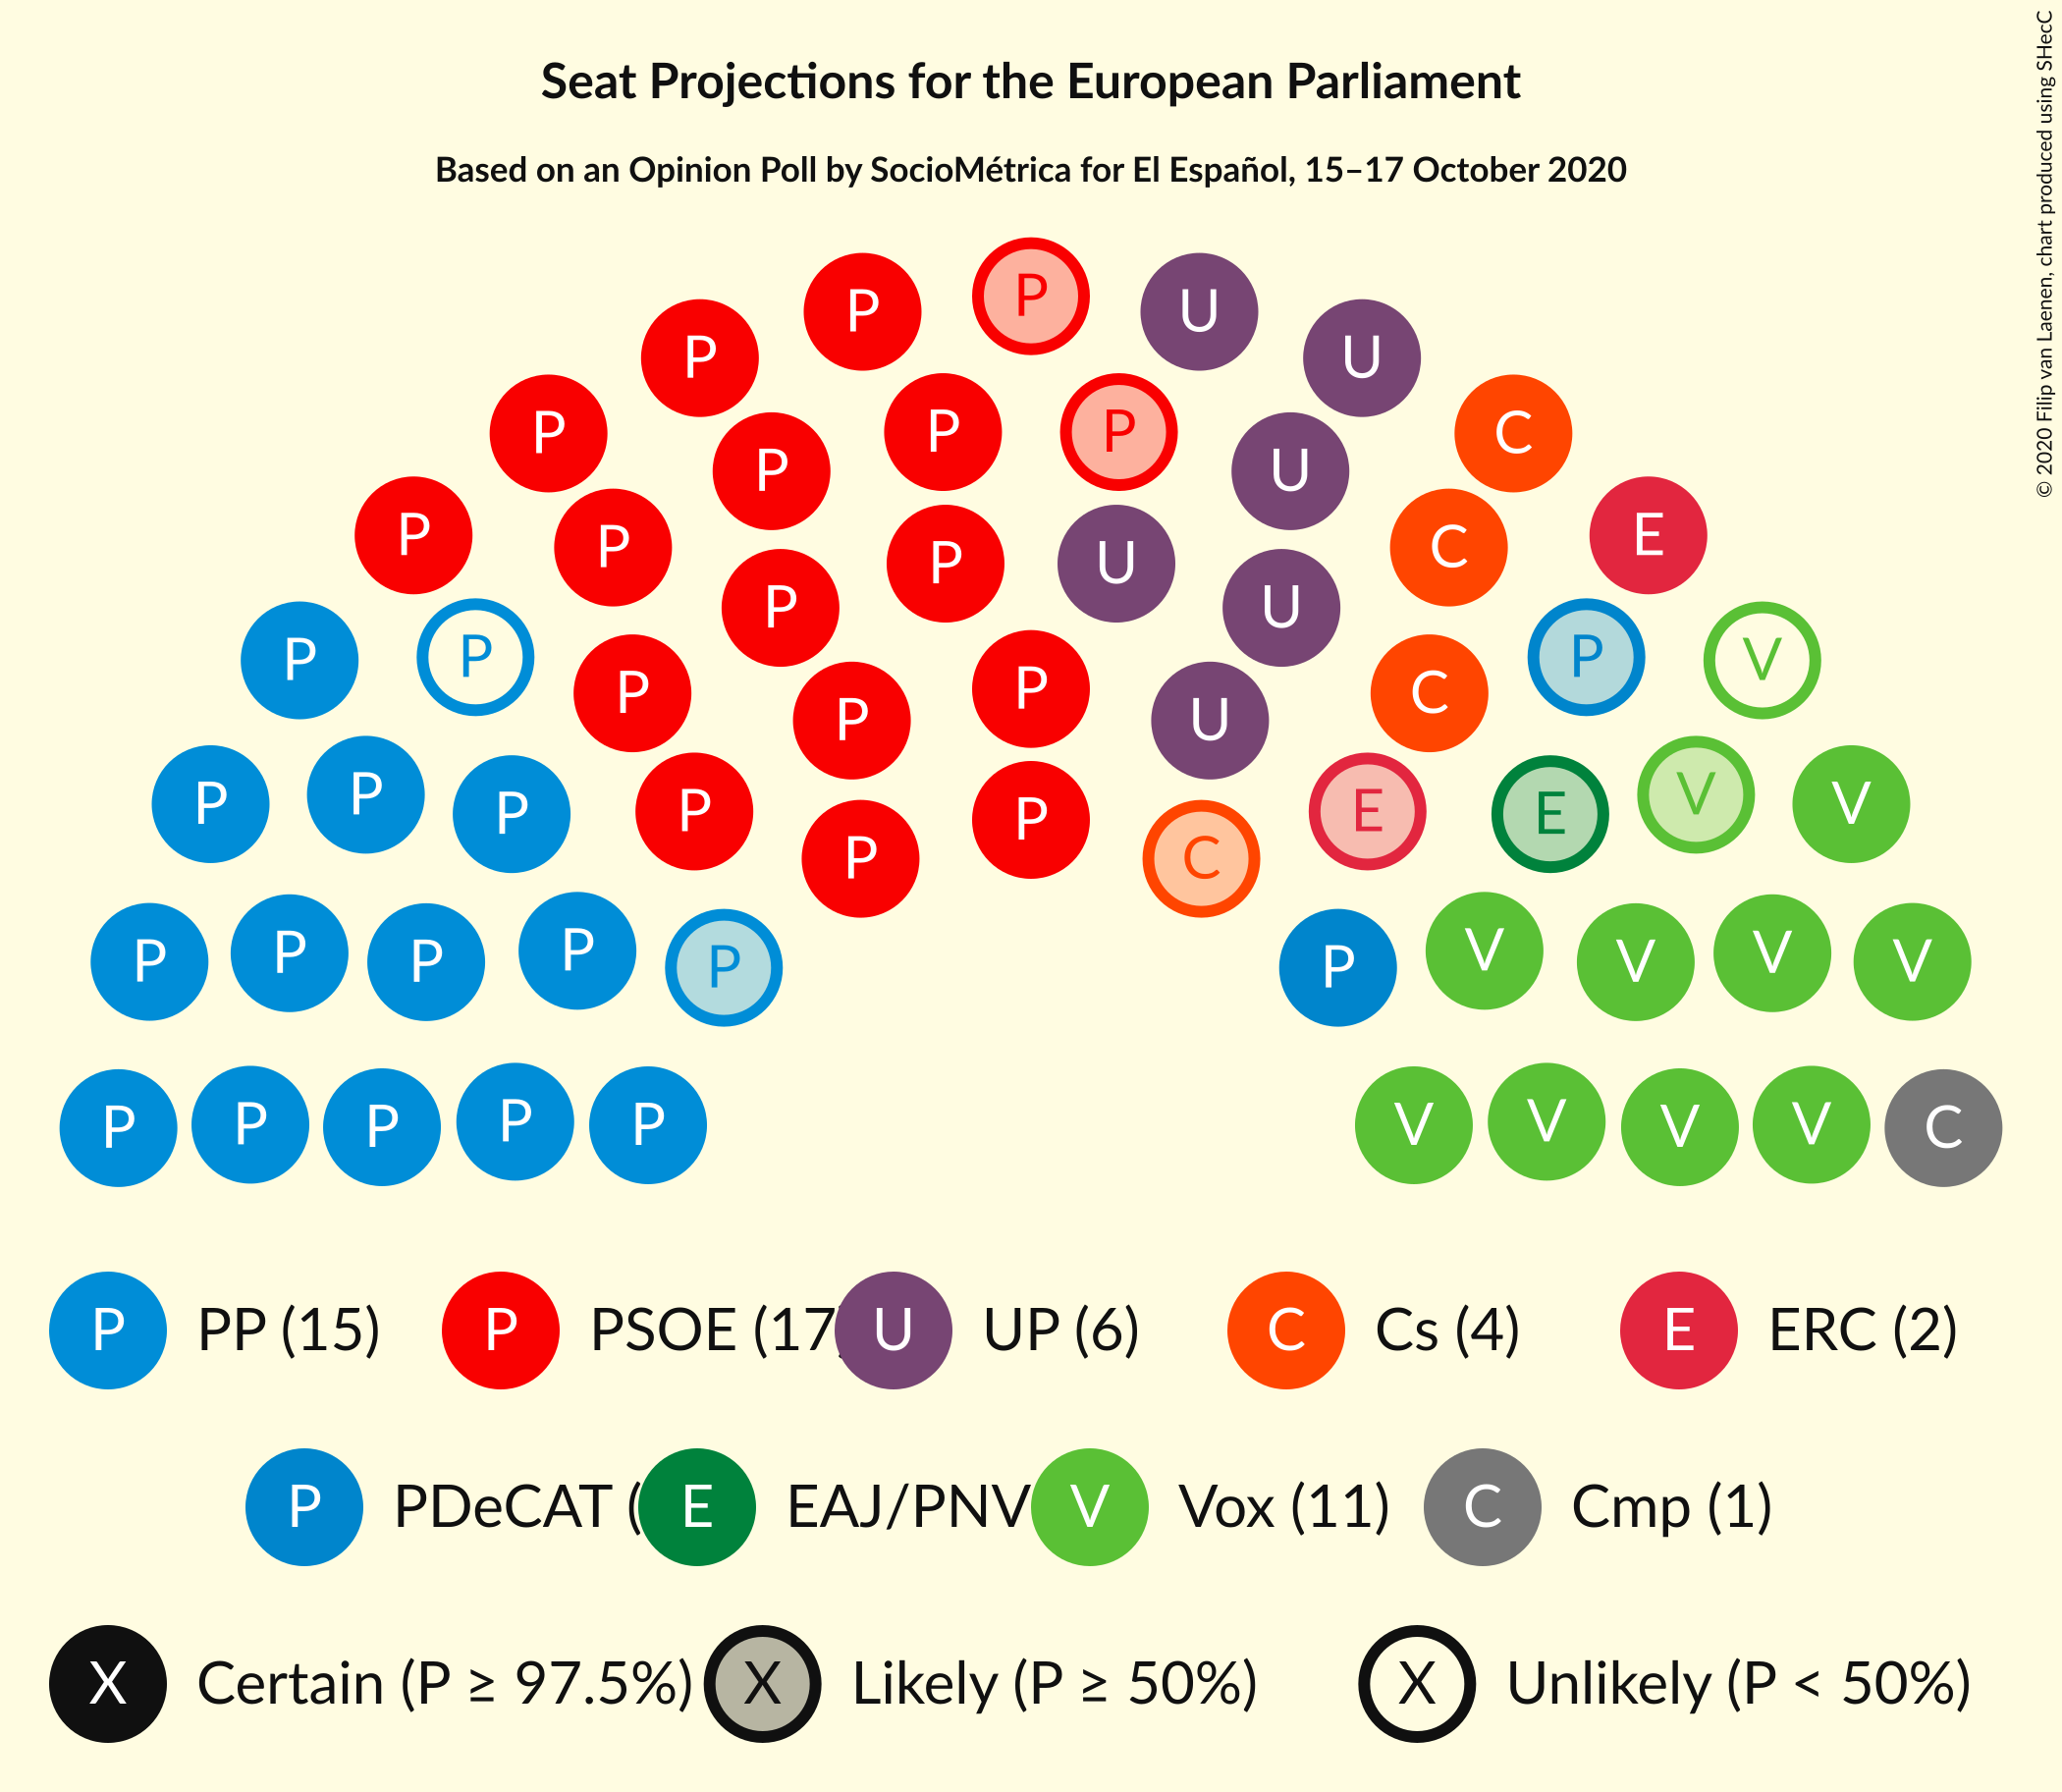 Seat Projections for the European Parliament
Based on an Opinion Poll by SocioMétrica for El Español, 15–17 October 2020
© 2020 Filip van Laenen, chart produced using SHecC
P
P P U
P U
P C
P P U
P C
P E
P P U U
P P P V
P P C
P P P U
P P P P E E V V
P P C
P P P P P P V V V V
P P P P P V V V V C
P PP (15) P PSOE (17 U UP (6) C Cs (4) E ERC (2)
P PDeCAT ( E EAJ/PNV V Vox (11) C Cmp (1)
X Certain (P ≥ 97.5%) X Likely (P ≥ 50%) X Unlikely (P < 50%)